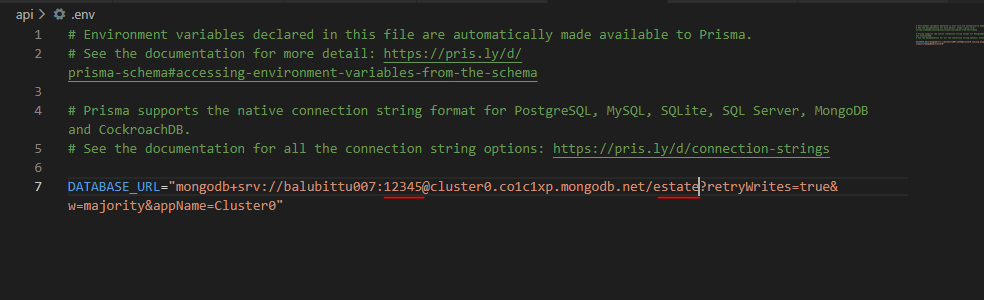 api > .env
1 # Environment variables declared in this file are automatically made available to Prisma.
2 # See the documentation for more detail: https://pris.ly/d/
prisma-schema#accessing-environment-variables-from-the-schema
3
4 # Prisma supports the native connection string format for PostgreSQL, MySQL, SQLite, SQL Server, MongoDB
and CockroachDB.
5 # See the documentation for all the connection string options: https://pris.ly/d/connection-strings
6
7 DATABASE_URL="mongodb+srv://balubittu007:12345@cluster0.co1c1xp.mongodb.net/estate?retryWrites=true&
w=majority&appName=Cluster0"